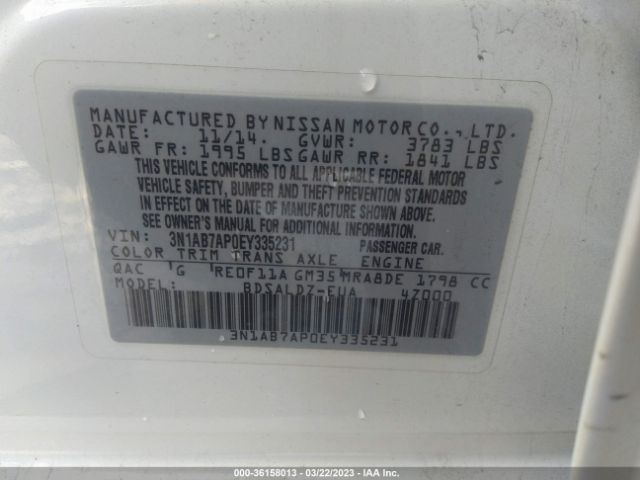 MANUFACTURED BY NISSAN MOTOR CO., LTD.
DATE: 11/14. GVWR: 3783 LBS
GAWR FR: 1995 LBS GAWR RR: 1841 LBS
THIS VEHICLE CONFORMS TO ALL APPLICABLE FEDERAL MOTOR
VEHICLE SAFETY, BUMPER AND THEFT PREVENTION STANDARDS
IN EFFECT ON THE DATE OF MANUFACTURE SHOWN ABOVE.
SEE OWNER'S MANUAL FOR ADDITIONAL INFORMATION.
VIN: 3N1AB7AP0EY335231 PASSENGER CAR.
COLOR TRIM TRANS AXLE ENGINE
QAC G RE0F11A GM35 MRA8DE 1798 CC
MODEL: BDSALDZ-EUA 4Z000
3N1AB7AP0EY335231
000-36158013 - 03/22/2023 - IAA Inc.